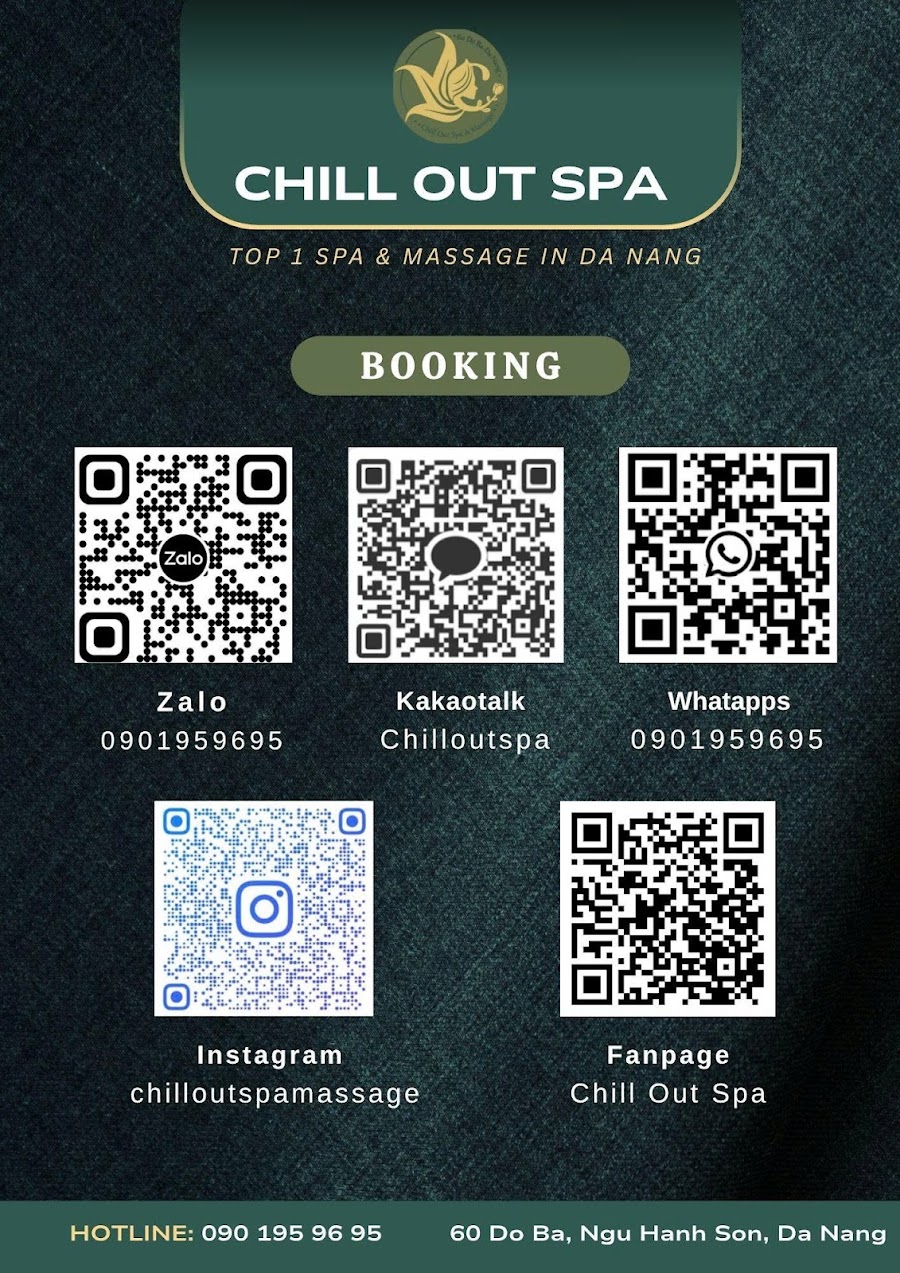 CHILL OUT SPA
TOP 1 SPA & MASSAGE IN DA NANG
BOOKING
Zalo
Zalo
0901959695
Kakaotalk
Chilloutspa
Whatapps
0901959695
Instagram
chilloutspamassage
Fanpage
Chill Out Spa
HOTLINE: 090 195 96 95
60 Do Ba, Ngu Hanh Son, Da Nang